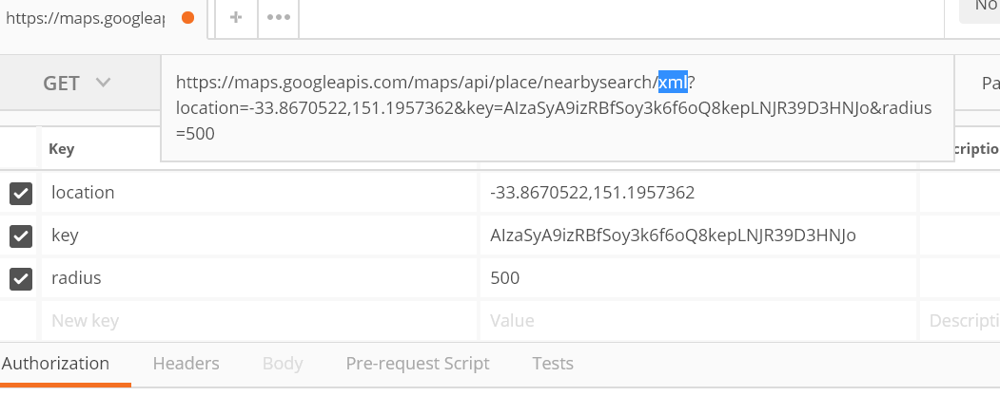 https://maps.googleap
No
GET
https://maps.googleapis.com/maps/api/place/nearbysearch/xml?
location=-33.8670522,151.1957362&key=AIzaSyA9izRBfSoy3k6f6oQ8kepLNJR39D3HNJo&radius
=500
Pa
Key
criptio
location -33.8670522,151.1957362
key AIzaSyA9izRBfSoy3k6f6oQ8kepLNJR39D3HNJo
radius 500
New key Value Descripti
Authorization Headers Body Pre-request Script Tests